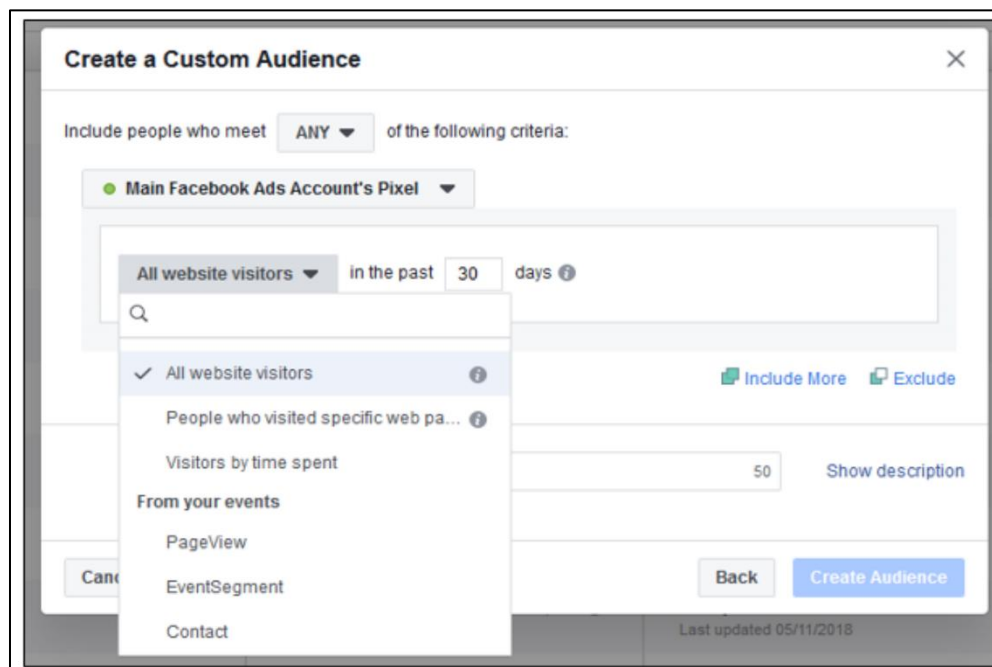 Create a Custom Audience
Include people who meet ANY of the following criteria:
Main Facebook Ads Account's Pixel
All website visitors in the past 30 days
All website visitors
Include More Exclude
People who visited specific web pa...
Visitors by time spent
50 Show description
From your events
PageView
EventSegment
Back Create Audience
Contact
Last updated 05/11/2018